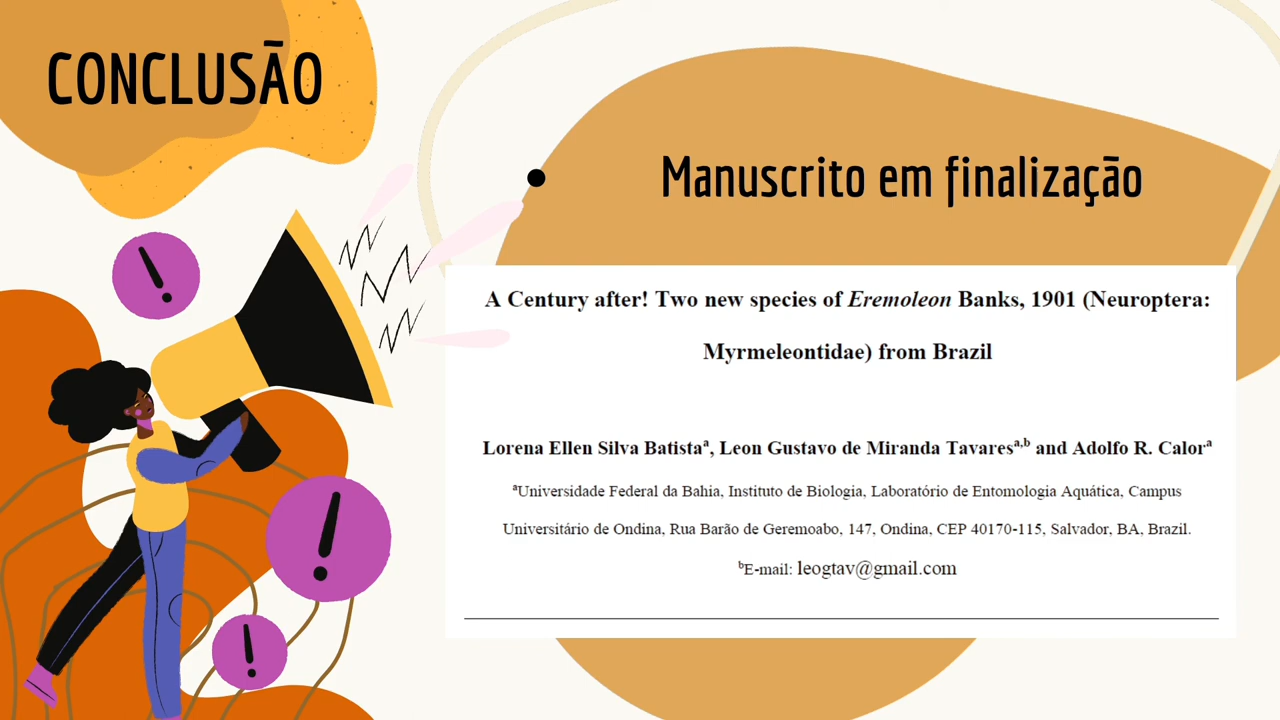 CONCLUSÃO
Manuscrito em finalização
A Century after! Two new species of Eremoleon Banks, 1901 (Neuroptera:
Myrmeleontidae) from Brazil
Lorena Ellen Silva Batistaᵃ, Leon Gustavo de Miranda Tavaresᵃ,ᵇ and Adolfo R. Calorᵃ
ᵃUniversidade Federal da Bahia, Instituto de Biologia, Laboratório de Entomologia Aquática, Campus
Universitário de Ondina, Rua Barão de Geremoabo, 147, Ondina, CEP 40170-115, Salvador, BA, Brazil.
ᵇE-mail: leogtav@gmail.com